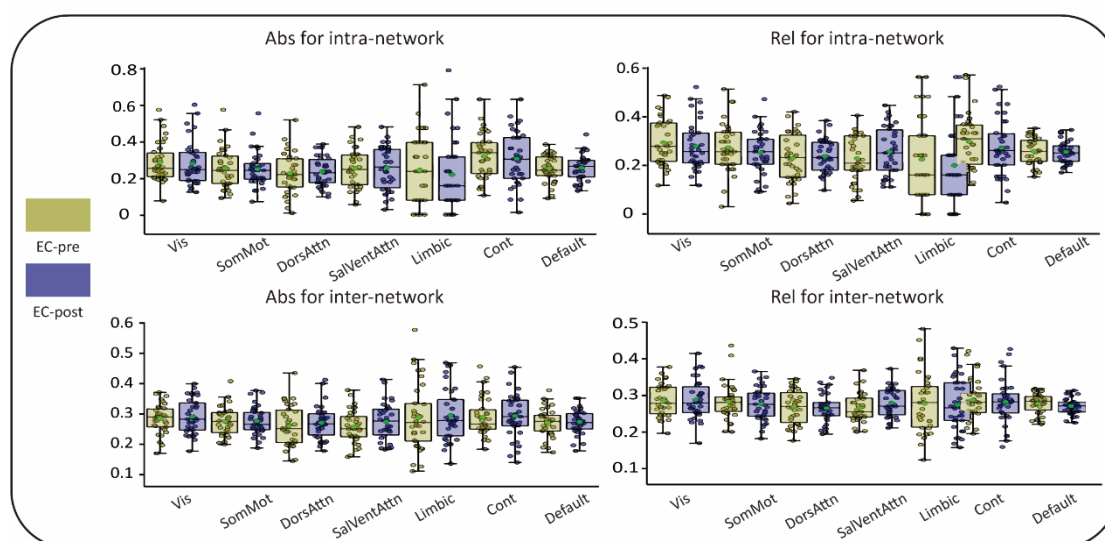 Abs for intra-network
Rel for intra-network
0.8
0.6
0.4
0.2
0
0.6
0.4
0.2
0
Vis
SomMot
DorsAttn
SalVentAttn
Limbic
Cont
Default
Vis
SomMot
DorsAttn
SalVentAttn
Limbic
Cont
Default
EC-pre
EC-post
Abs for inter-network
Rel for inter-network
0.6
0.5
0.4
0.3
0.2
0.1
0.5
0.4
0.3
0.2
0.1
Vis
SomMot
DorsAttn
SalVentAttn
Limbic
Cont
Default
Vis
SomMot
DorsAttn
SalVentAttn
Limbic
Cont
Default